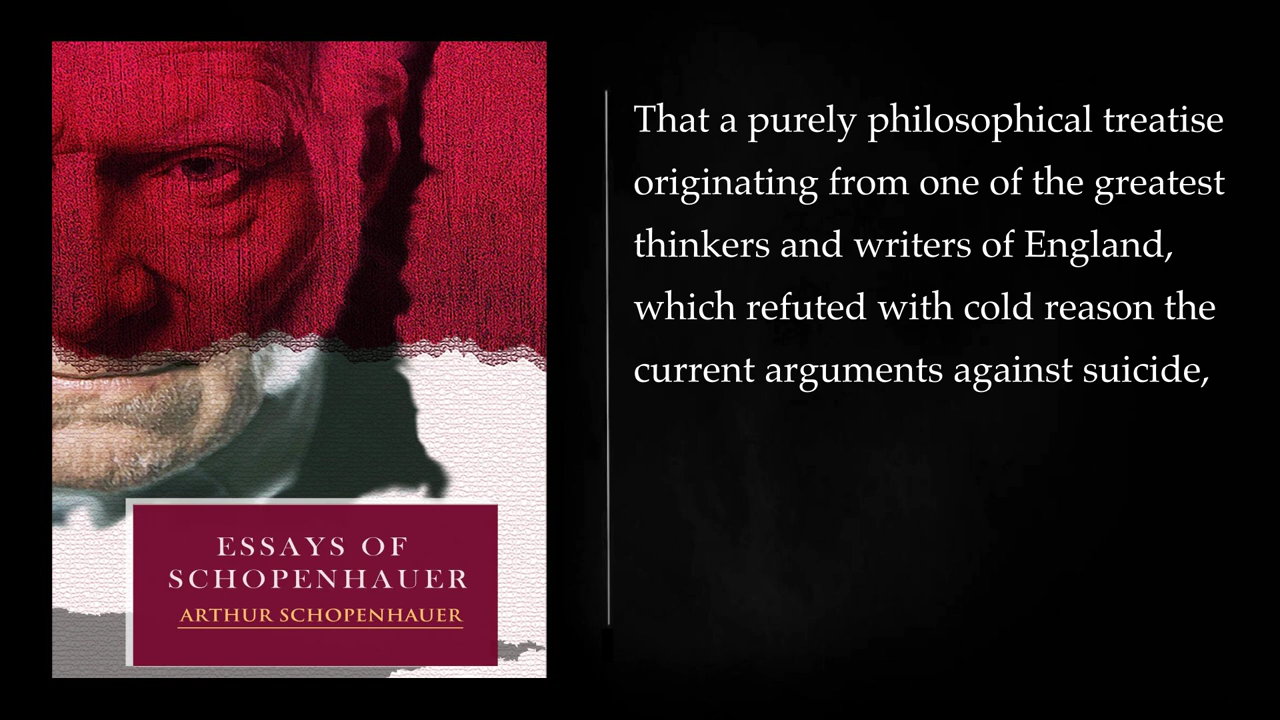 ESSAYS OF
SCHOPENHAUER
ARTHUR SCHOPENHAUER
That a purely philosophical treatise
originating from one of the greatest
thinkers and writers of England,
which refuted with cold reason the
current arguments against suicide,